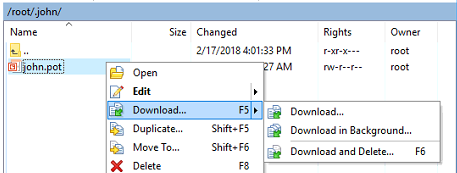 /root/.john/
Name Size Changed Rights Owner
.. 2/17/2018 4:01:33 PM r-xr-x--- root
john.pot 27 AM rw-r--r-- root
Open
Edit
Download... F5
Download...
Duplicate... Shift+F5
Download in Background...
Move To... Shift+F6
Download and Delete... F6
Delete F8